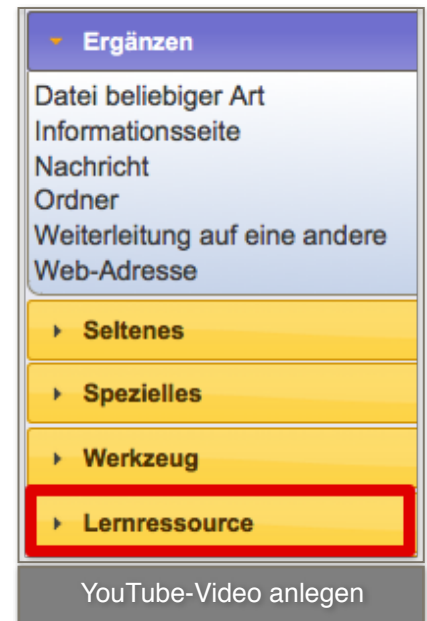 Ergänzen
Datei beliebiger Art
Informationsseite
Nachricht
Ordner
Weiterleitung auf eine andere
Web-Adresse
Seltenes
Spezielles
Werkzeug
Lernressource
YouTube-Video anlegen